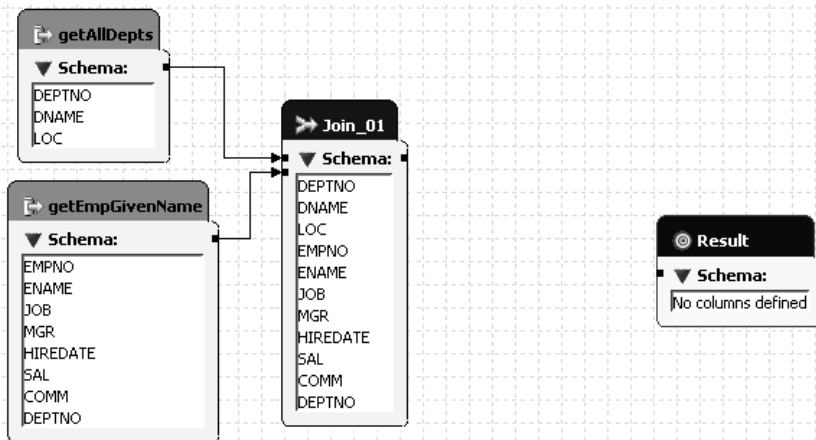 getAllDepts
Schema:
DEPTNO
DNAME
LOC
getEmpGivenName
Schema:
EMPNO
ENAME
JOB
MGR
HIREDATE
SAL
COMM
DEPTNO
Join_01
Schema:
DEPTNO
DNAME
LOC
EMPNO
ENAME
JOB
MGR
HIREDATE
SAL
COMM
DEPTNO
Result
Schema:
No columns defined